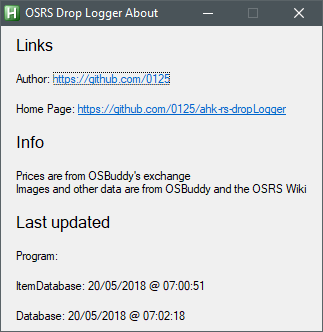 OSRS Drop Logger About
Links
Author: https://github.com/0125
Home Page: https://github.com/0125/ahk-rs-dropLogger
Info
Prices are from OSBuddy's exchange
Images and other data are from OSBuddy and the OSRS Wiki
Last updated
Program:
ItemDatabase: 20/05/2018 @ 07:00:51
Database: 20/05/2018 @ 07:02:18